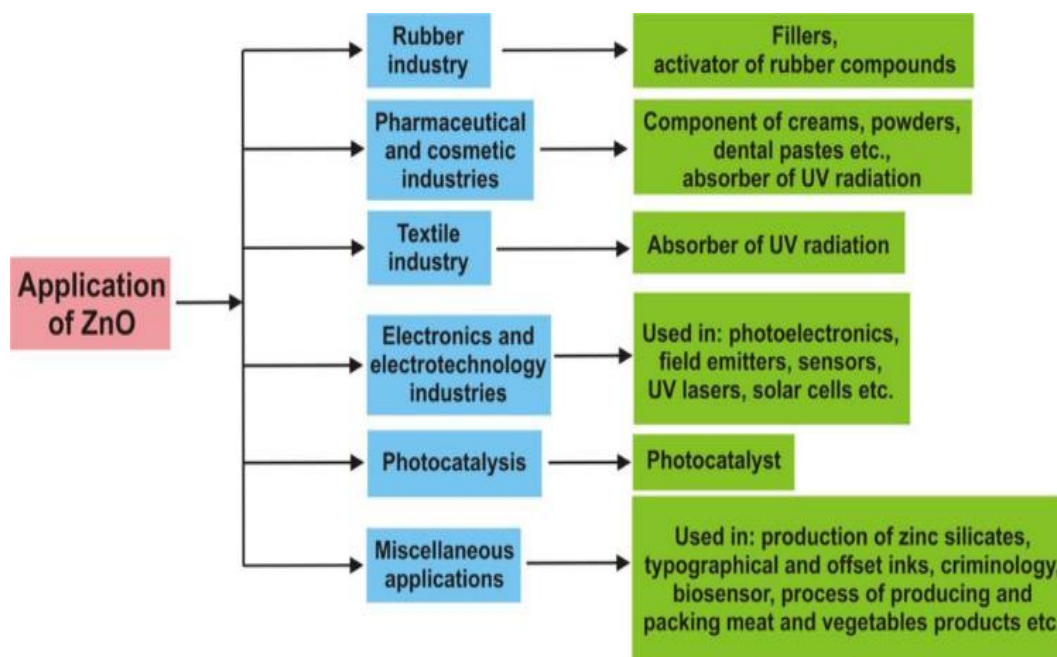 Application
of ZnO
Rubber
industry
Fillers,
activator of rubber compounds
Pharmaceutical
and cosmetic
industries
Component of creams, powders,
dental pastes etc.,
absorber of UV radiation
Textile
industry
Absorber of UV radiation
Electronics and
electrotechnology
industries
Used in: photoelectronics,
field emitters, sensors,
UV lasers, solar cells etc.
Photocatalysis
Photocatalyst
Miscellaneous
applications
Used in: production of zinc silicates,
typographical and offset inks, criminology,
biosensor, process of producing and
packing meat and vegetables products etc